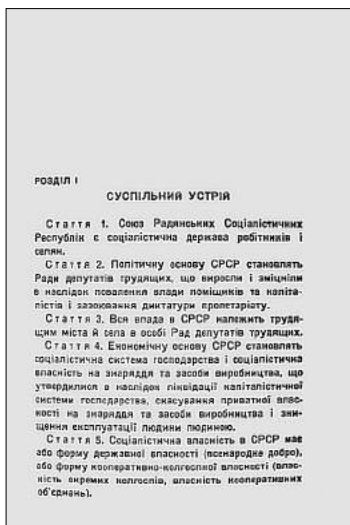 РОЗДІЛ I
СУСПІЛЬНИЙ УСТРІЙ
Стаття 1. Союз Радянських Соціалістичних
Республік є соціалістична держава робітників і
селян.
Стаття 2. Політичну основу СРСР становлять
Ради депутатів трудящих, що виросли і зміцніли
в наслідок повалення влади поміщиків та капіта-
лістів і завоювання диктатури пролетаріату.
Стаття 3. Вся влада в СРСР належить трудя-
щим міста й села в особі Рад депутатів трудящих.
Стаття 4. Економічну основу СРСР становлять
соціалістична система господарства і соціалістична
власність на знаряддя та засоби виробництва, що
утвердилися в наслідок ліквідації капіталістичної
системи господарства, скасування приватної влас-
ності на знаряддя та засоби виробництва і зни-
щення експлуатації людини людиною.
Стаття 5. Соціалістична власність в СРСР має
або форму державної власності (всенародне добро),
або форму кооперативно-колгоспної власності (влас-
ність окремих колгоспів, власність кооперативних
об'єднань).